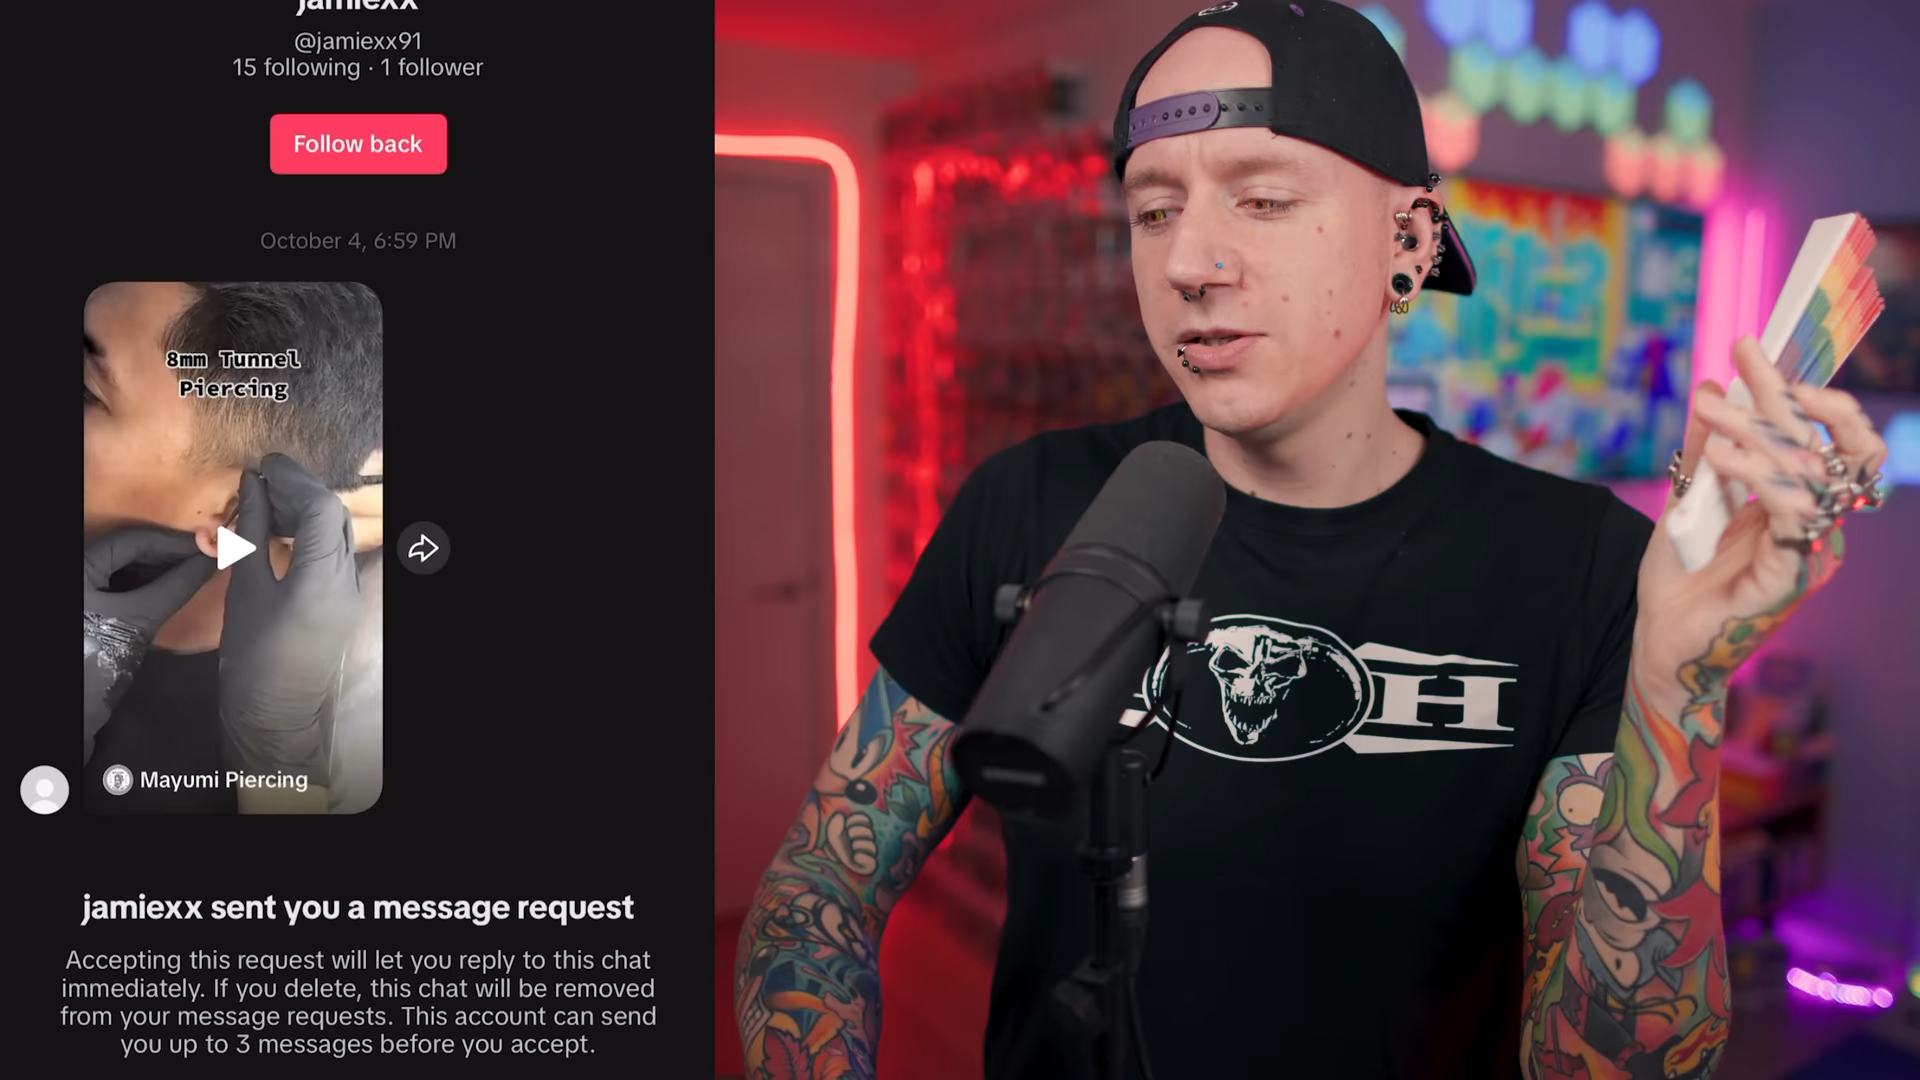 jamiexx
@jamiexx91
15 following · 1 follower
Follow back
October 4, 6:59 PM
8mm Tunnel
Piercing
Mayumi Piercing
jamiexx sent you a message request
Accepting this request will let you reply to this chat
immediately. If you delete, this chat will be removed
from your message requests. This account can send
you up to 3 messages before you accept.
H